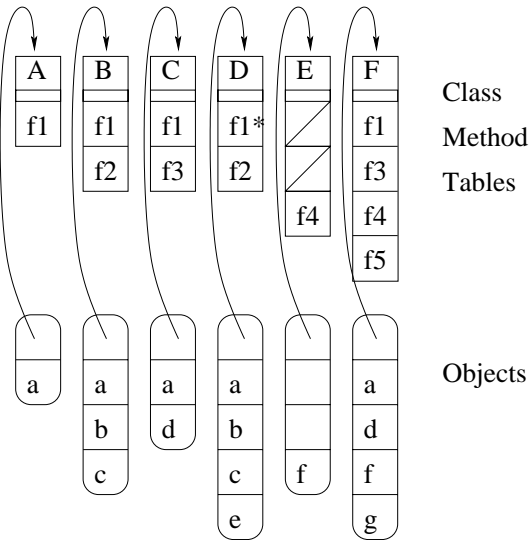 A B C D E F
Class
f1 f1 f1 f1* f1
Method
f2 f3 f2 f3
Tables
f4 f4
f5
Objects
a a a a a
b d b d
c c f f
e g